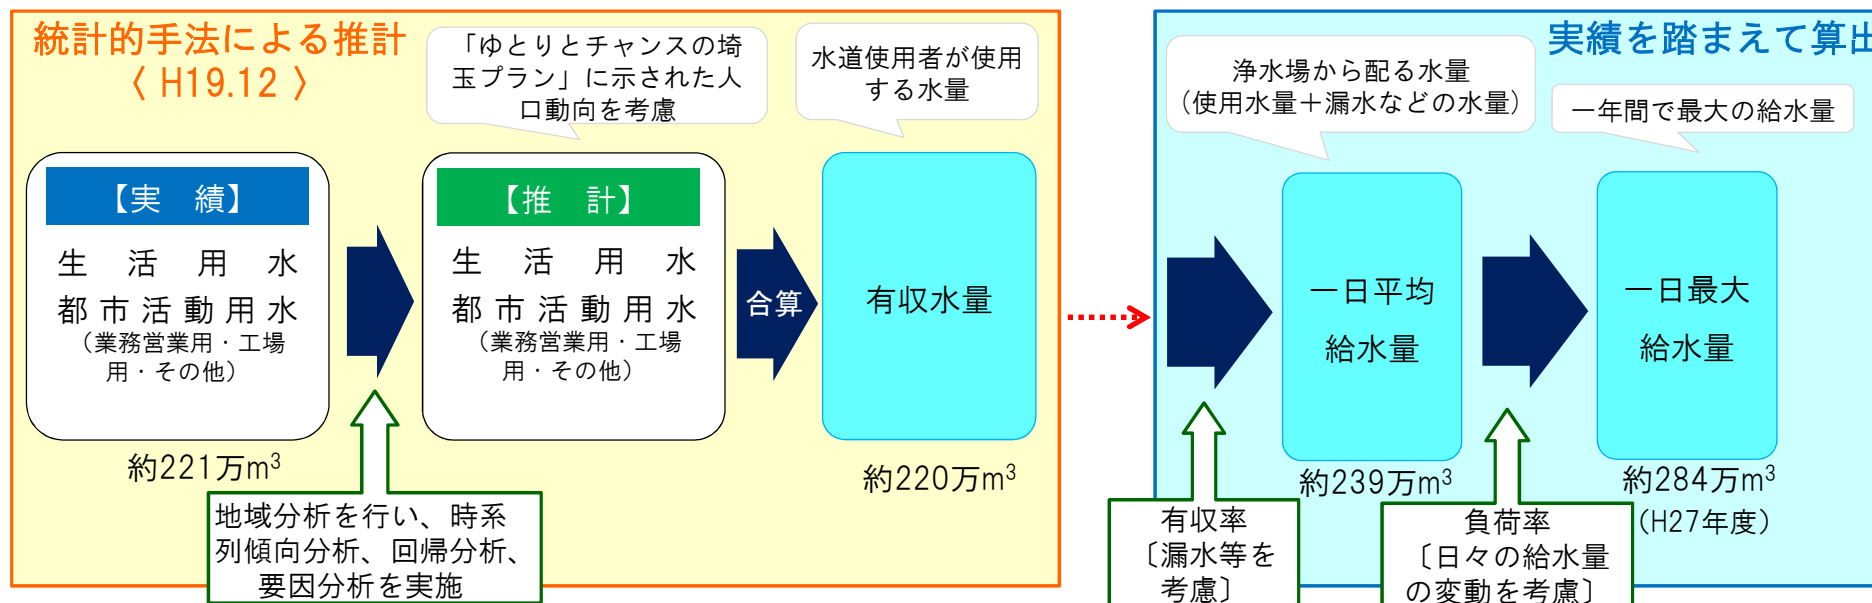 統計的手法による推計
〈 H19.12 〉
「ゆとりとチャンスの埼
玉プラン」に示された人
口動向を考慮
水道使用者が使用
する水量
【実　績】
生　活　用　水
都市活動用水
（業務営業用・工場
用・その他）
約221万m³
【推　計】
生　活　用　水
都市活動用水
（業務営業用・工場
用・その他）
合算
有収水量
約220万m³
地域分析を行い、時系
列傾向分析、回帰分析、
要因分析を実施
実績を踏まえて算出
浄水場から配る水量
（使用水量＋漏水などの水量）
一年間で最大の給水量
一日平均
給水量
約239万m³
一日最大
給水量
約284万m³
（H27年度）
有収率
〔漏水等を
考慮〕
負荷率
〔日々の給水量
の変動を考慮〕